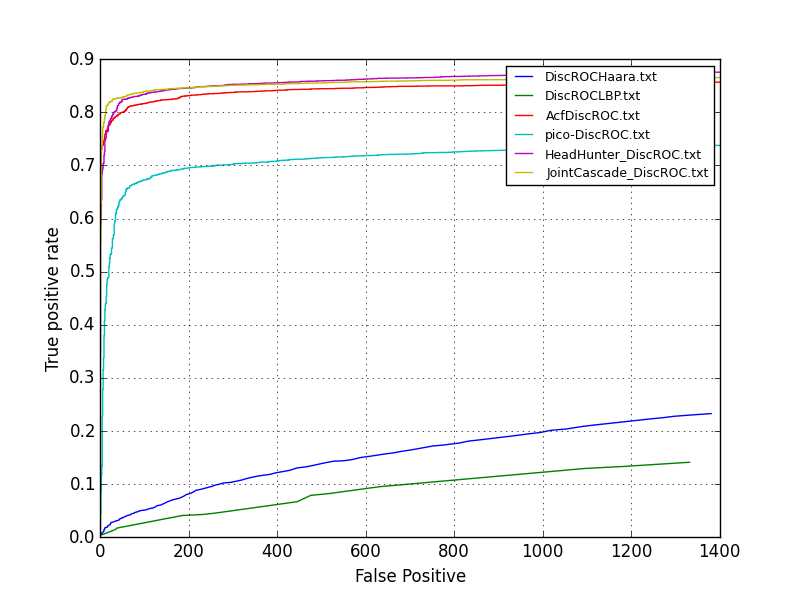 0.9
0.8
0.7
0.6
0.5
0.4
0.3
0.2
0.1
0.0
True positive rate
DiscROCHaara.txt
DiscROCLBP.txt
AcfDiscROC.txt
pico-DiscROC.txt
HeadHunter_DiscROC.txt
JointCascade_DiscROC.txt
0 200 400 600 800 1000 1200 1400
False Positive